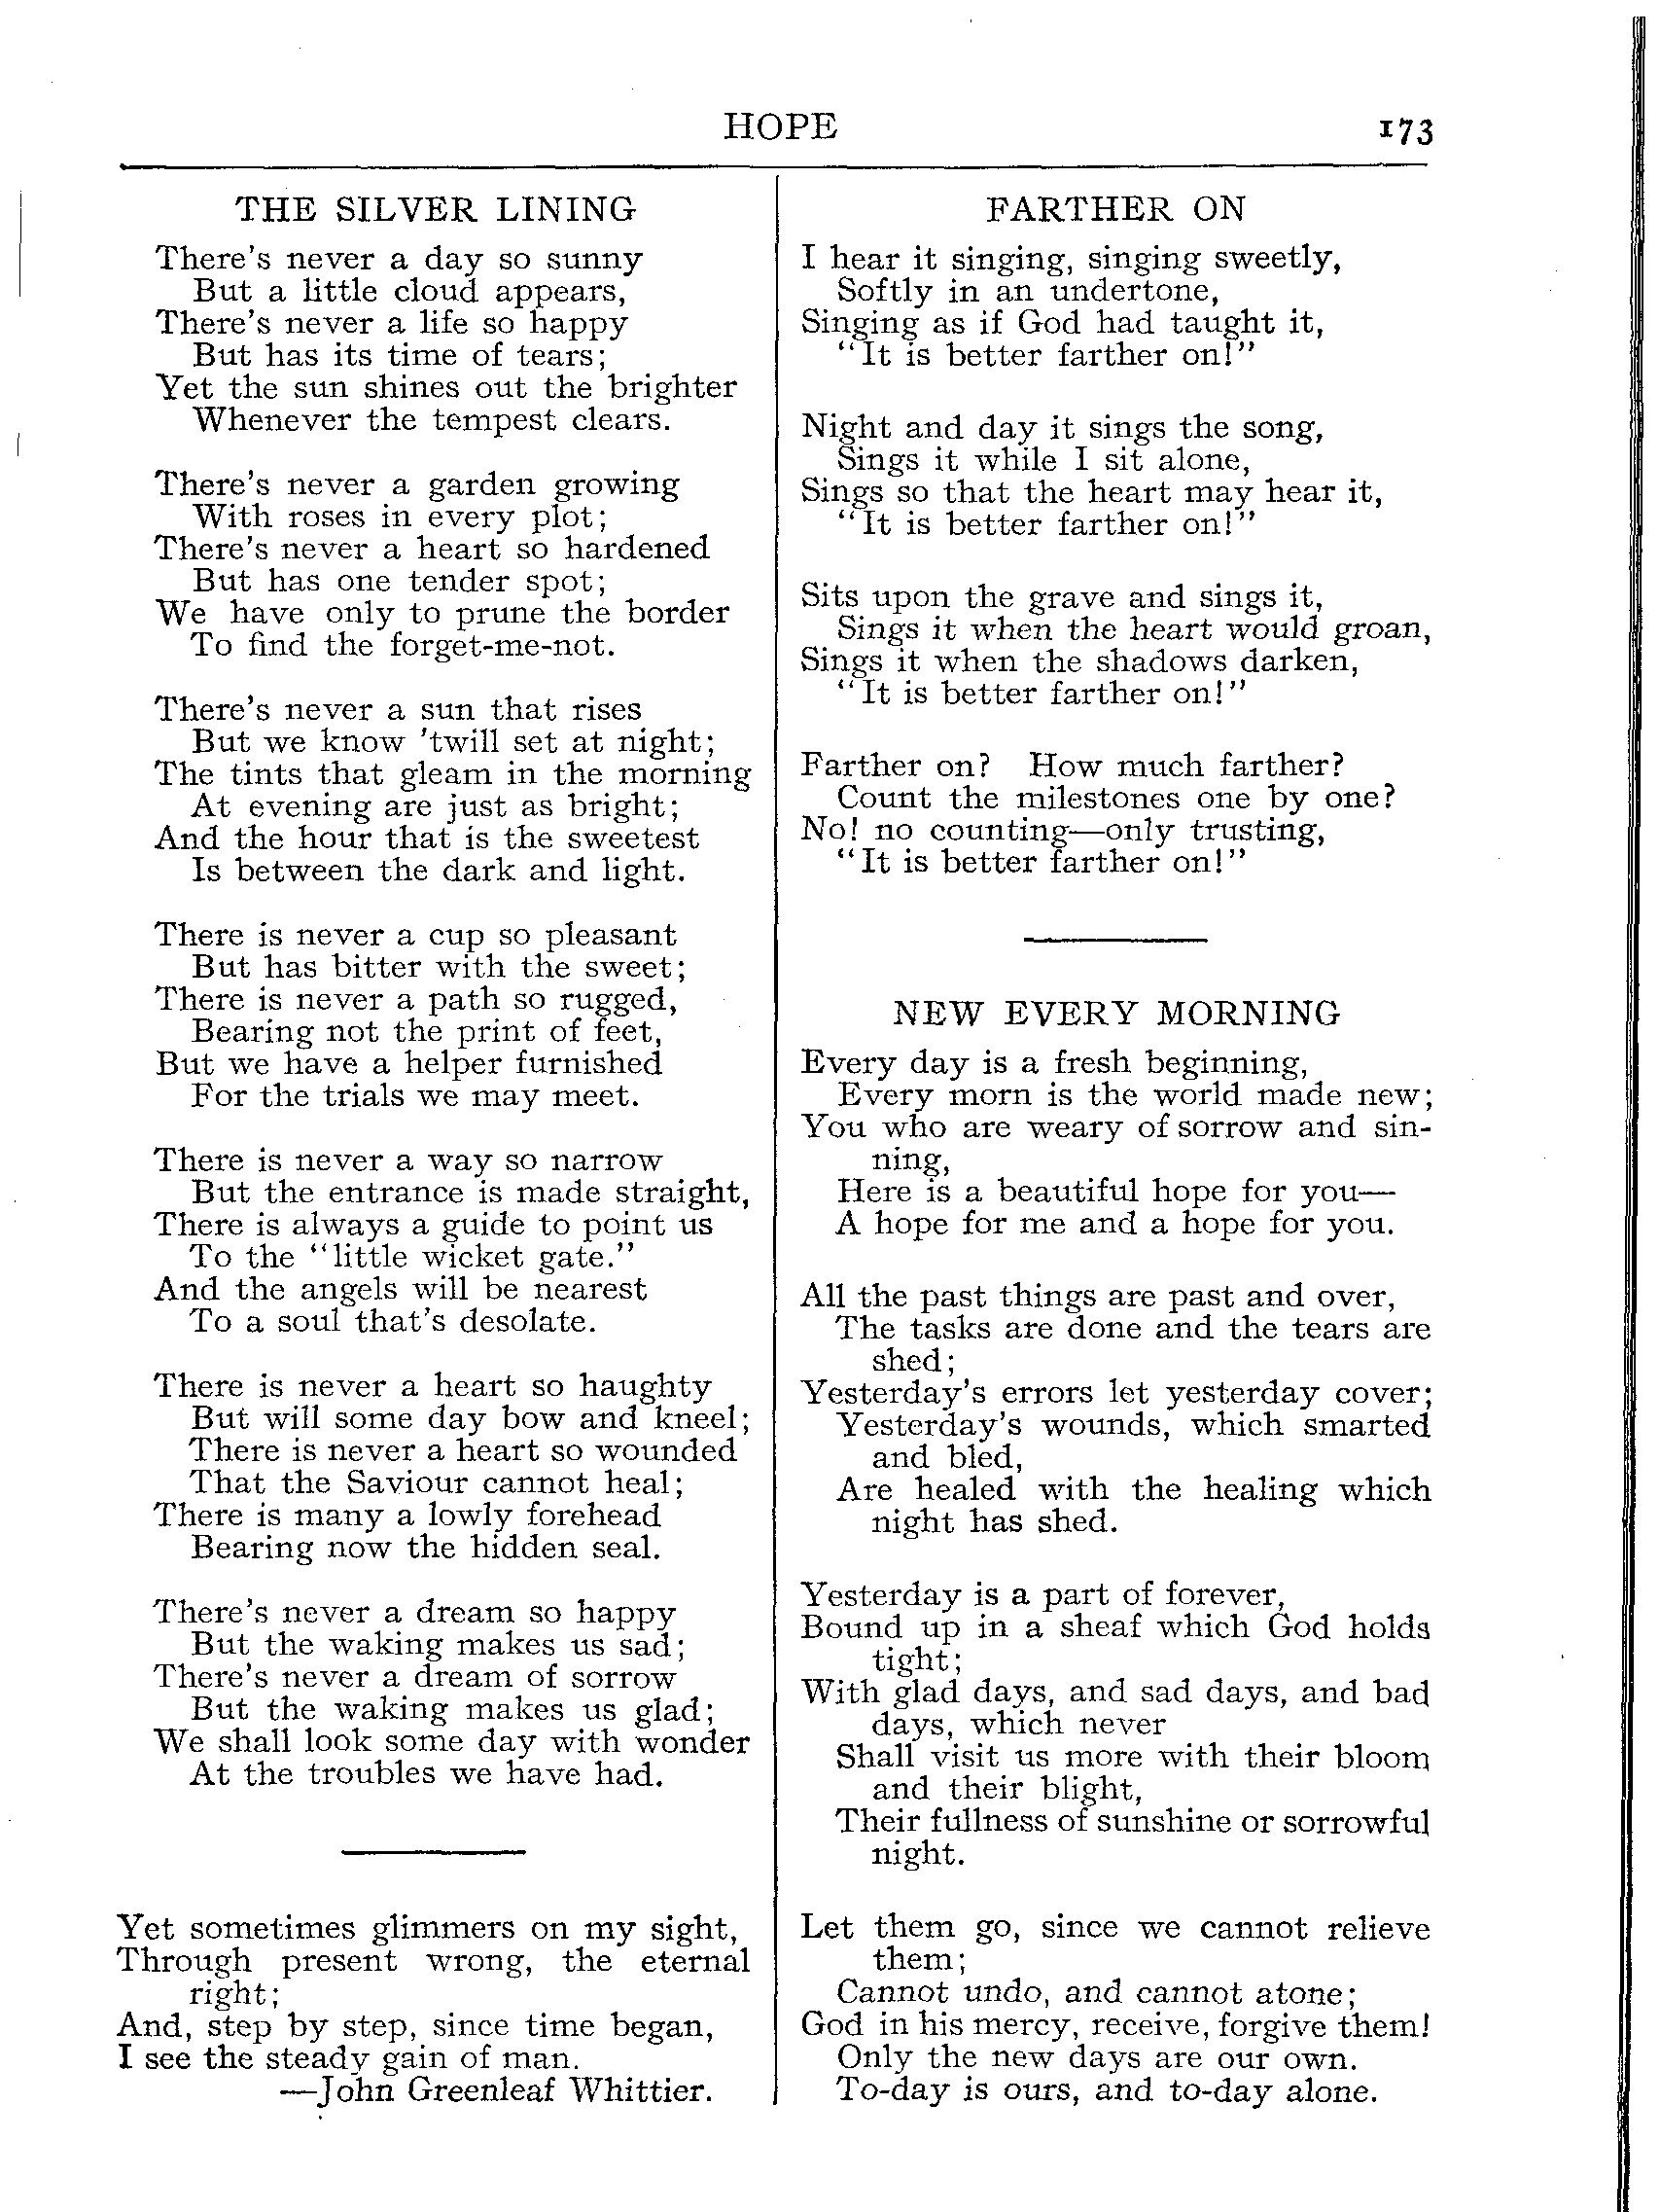 HOPE
173
THE SILVER LINING
There's never a day so sunny
But a little cloud appears,
There's never a life so happy
But has its time of tears;
Yet the sun shines out the brighter
Whenever the tempest clears.
There's never a garden growing
With roses in every plot;
There's never a heart so hardened
But has one tender spot;
We have only to prune the border
To find the forget-me-not.
There's never a sun that rises
But we know 'twill set at night;
The tints that gleam in the morning
At evening are just as bright;
And the hour that is the sweetest
Is between the dark and light.
There is never a cup so pleasant
But has bitter with the sweet;
There is never a path so rugged,
Bearing not the print of feet,
But we have a helper furnished
For the trials we may meet.
There is never a way so narrow
But the entrance is made straight,
There is always a guide to point us
To the "little wicket gate."
And the angels will be nearest
To a soul that's desolate.
There is never a heart so haughty
But will some day bow and kneel;
There is never a heart so wounded
That the Saviour cannot heal;
There is many a lowly forehead
Bearing now the hidden seal.
There's never a dream so happy
But the waking makes us sad;
There's never a dream of sorrow
But the waking makes us glad;
We shall look some day with wonder
At the troubles we have had.
Yet sometimes glimmers on my sight,
Through present wrong, the eternal
right;
And, step by step, since time began,
I see the steady gain of man.
—John Greenleaf Whittier.
FARTHER ON
I hear it singing, singing sweetly,
Softly in an undertone,
Singing as if God had taught it,
"It is better farther on!"
Night and day it sings the song,
Sings it while I sit alone,
Sings so that the heart may hear it,
"It is better farther on!"
Sits upon the grave and sings it,
Sings it when the heart would groan,
Sings it when the shadows darken,
"It is better farther on!"
Farther on? How much farther?
Count the milestones one by one?
No! no counting—only trusting,
"It is better farther on!"
NEW EVERY MORNING
Every day is a fresh beginning,
Every morn is the world made new;
You who are weary of sorrow and sin-
ning,
Here is a beautiful hope for you—
A hope for me and a hope for you.
All the past things are past and over,
The tasks are done and the tears are
shed;
Yesterday's errors let yesterday cover;
Yesterday's wounds, which smarted
and bled,
Are healed with the healing which
night has shed.
Yesterday is a part of forever,
Bound up in a sheaf which God holds
tight;
With glad days, and sad days, and bad
days, which never
Shall visit us more with their bloom
and their blight,
Their fullness of sunshine or sorrowful
night.
Let them go, since we cannot relieve
them;
Cannot undo, and cannot atone;
God in his mercy, receive, forgive them!
Only the new days are our own.
To-day is ours, and to-day alone.